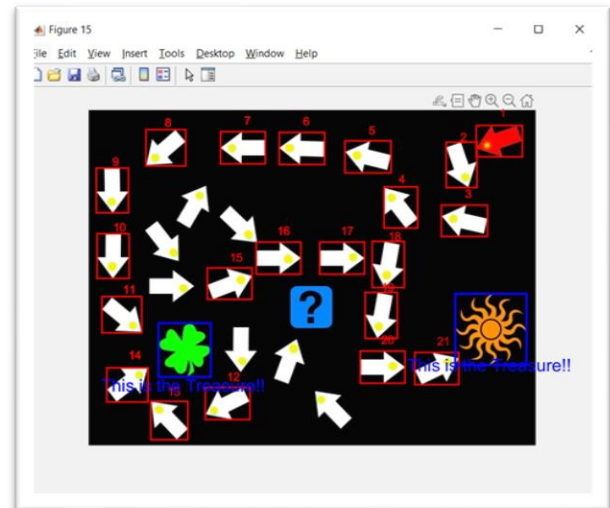 Figure 15
File Edit View Insert Tools Desktop Window Help
1
8 7 6 5 2
9 4 3
10 16 17 18
15 19
11
14 20 21
This is the Treasure!! This is the Treasure!!
13 12
?